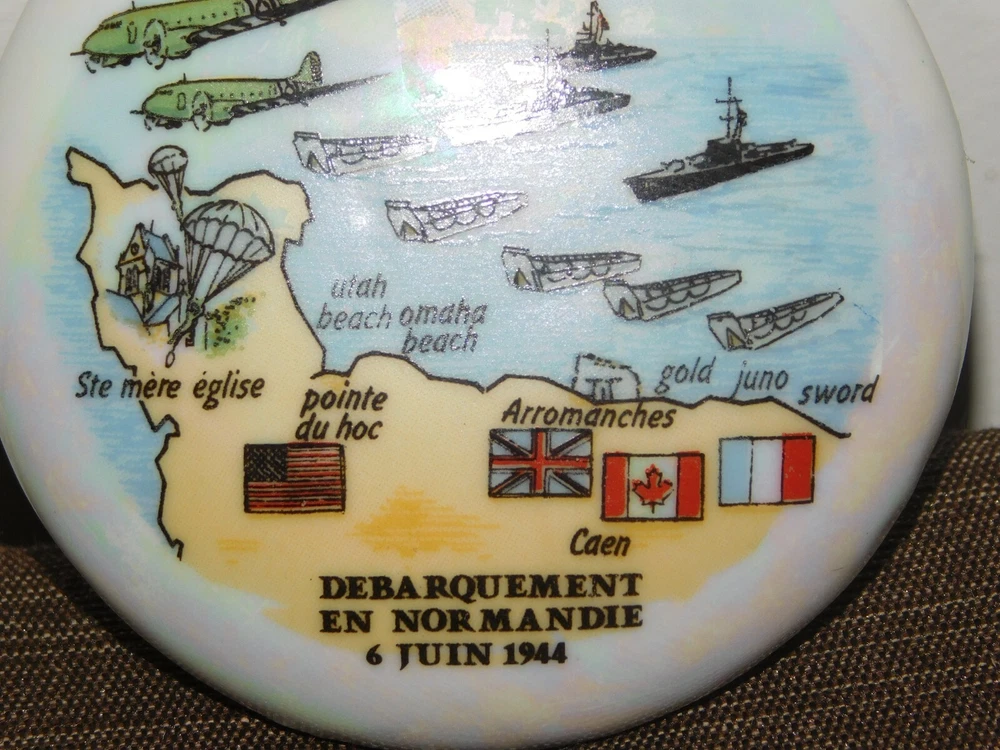 utah
beach
omaha
beach
gold
juno
sword
Ste mère église
pointe
du hoc
Arromanches
Caen
DEBARQUEMENT
EN NORMANDIE
6 JUIN 1944